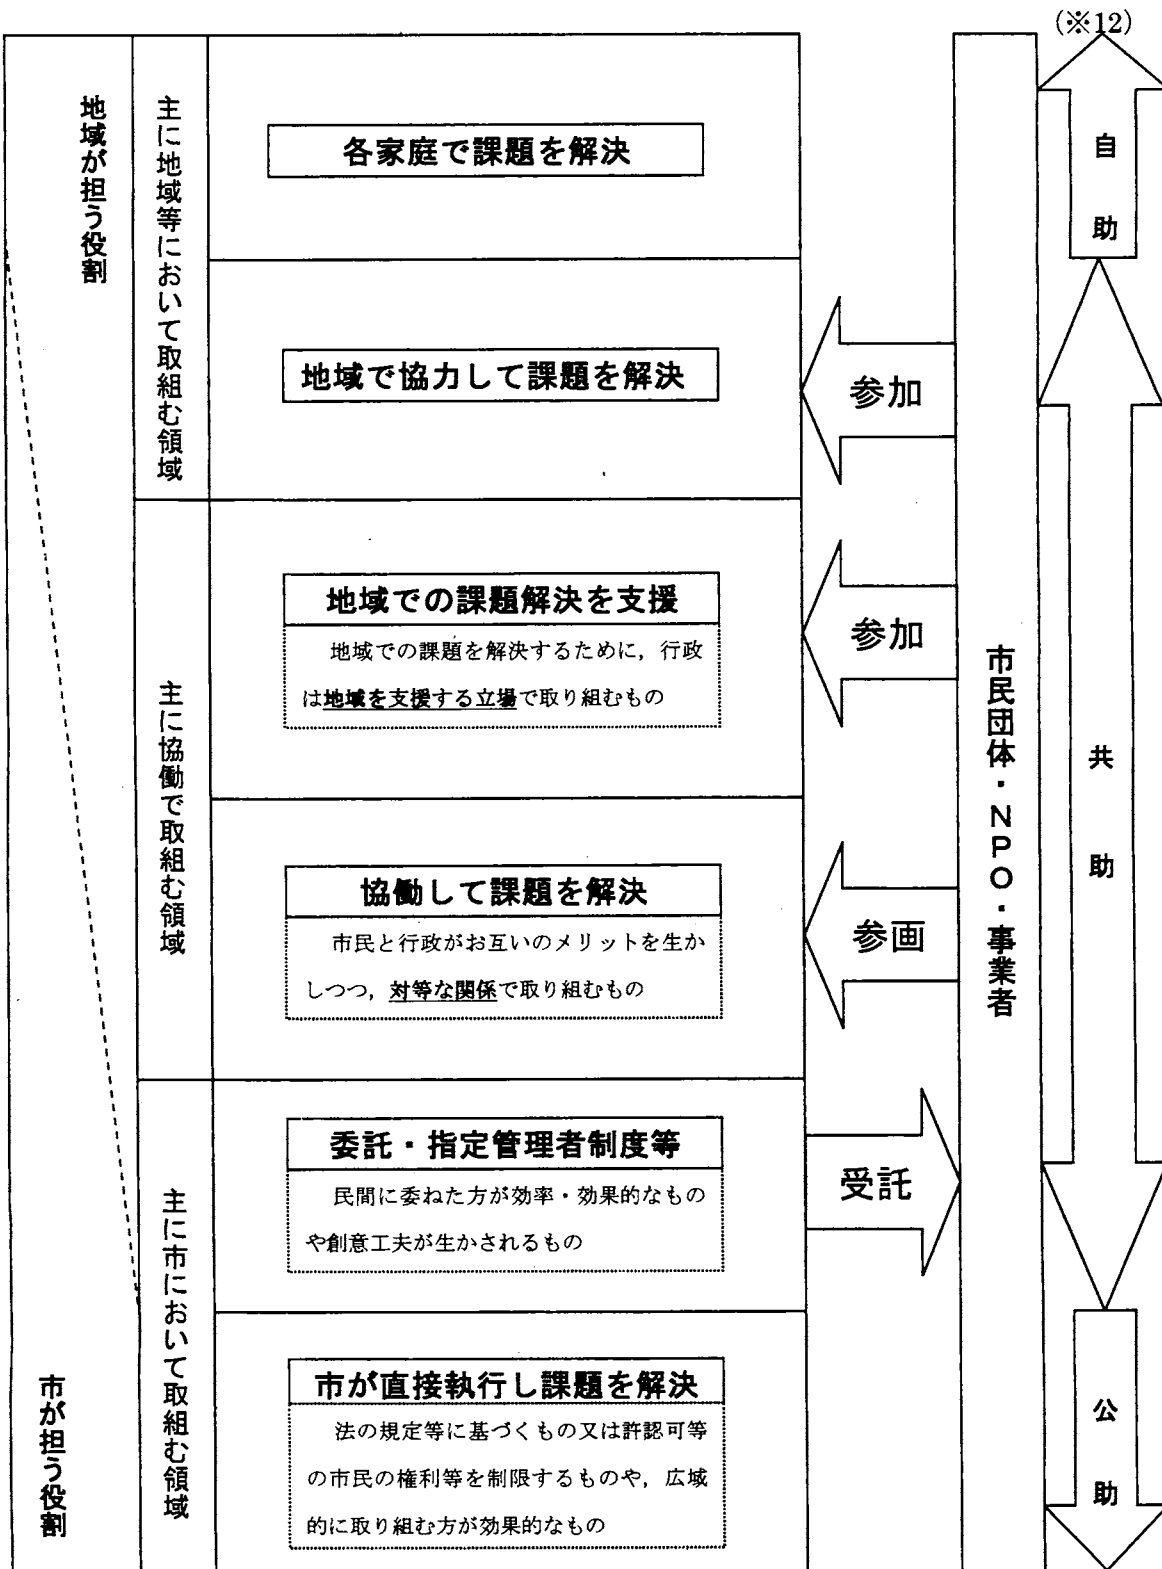 (※12)
地域が担う役割
市が担う役割
主に地域等において取組む領域
主に協働で取組む領域
主に市において取組む領域
各家庭で課題を解決
地域で協力して課題を解決
地域での課題解決を支援
地域での課題を解決するために，行政
は地域を支援する立場で取り組むもの
協働して課題を解決
市民と行政がお互いのメリットを生か
しつつ，対等な関係で取り組むもの
委託・指定管理者制度等
民間に委ねた方が効率・効果的なもの
や創意工夫が生かされるもの
市が直接執行し課題を解決
法の規定等に基づくもの又は許認可等
の市民の権利等を制限するものや，広域
的に取り組む方が効果的なもの
参加
参加
参画
受託
市民団体・NPO・事業者
自助
共助
公助